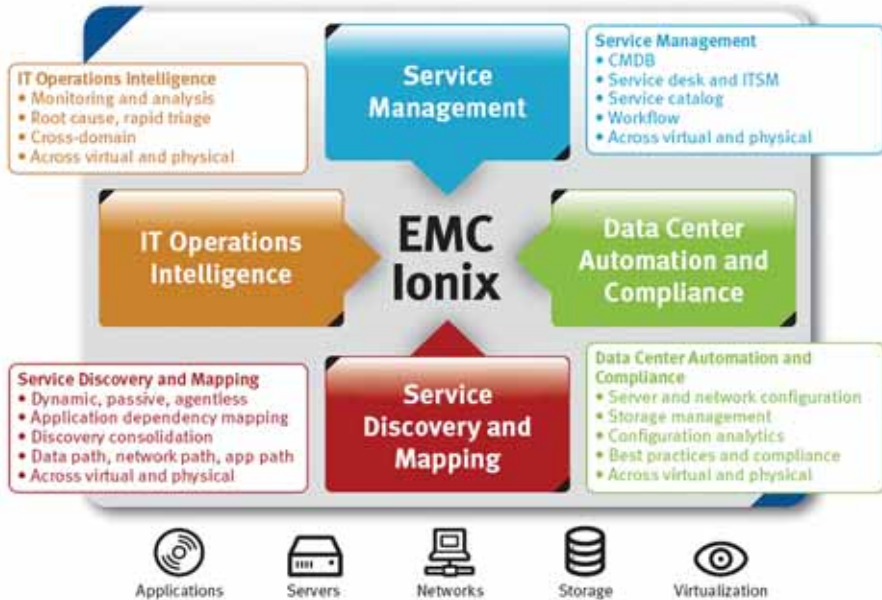 IT Operations Intelligence
• Monitoring and analysis
• Root cause, rapid triage
• Cross-domain
• Across virtual and physical
Service
Management
Service Management
• CMDB
• Service desk and ITSM
• Service catalog
• Workflow
• Across virtual and physical
IT Operations
Intelligence
EMC
Ionix
Data Center
Automation and
Compliance
Service Discovery and Mapping
• Dynamic, passive, agentless
• Application dependency mapping
• Discovery consolidation
• Data path, network path, app path
• Across virtual and physical
Service
Discovery and
Mapping
Data Center Automation and
Compliance
• Server and network configuration
• Storage management
• Configuration analytics
• Best practices and compliance
• Across virtual and physical
Applications
Servers
Networks
Storage
Virtualization